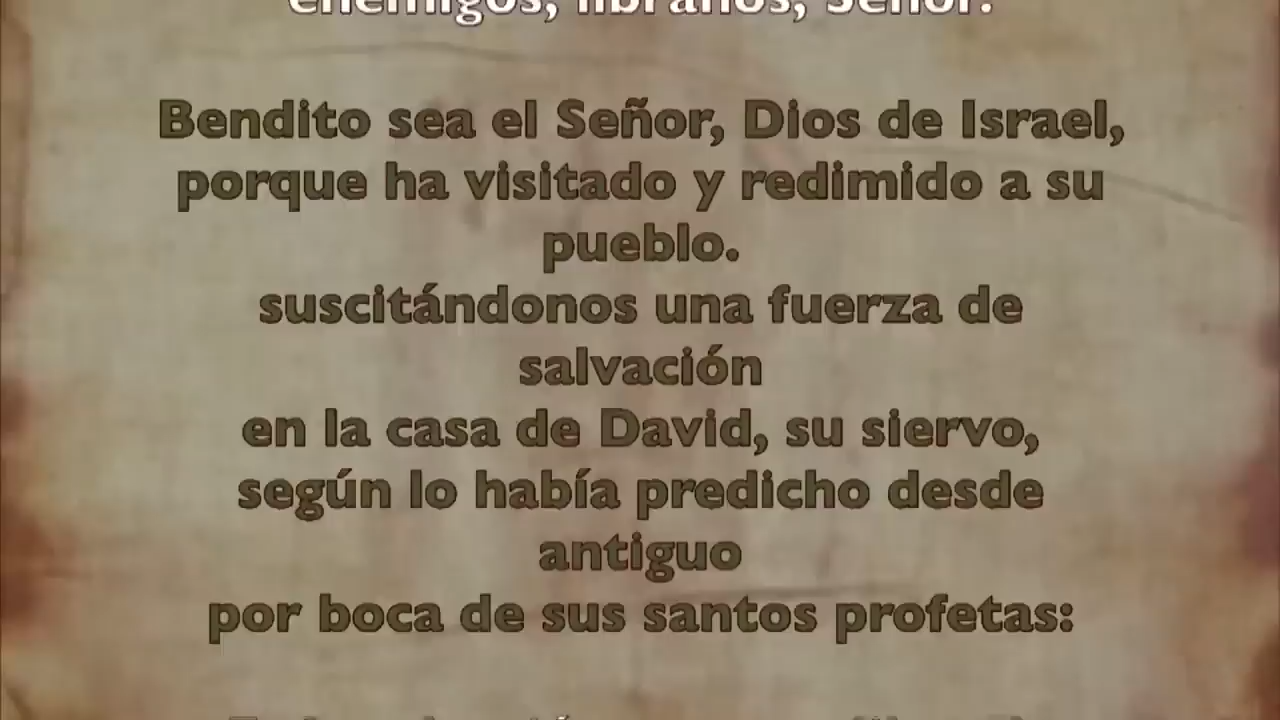 enemigos, líbranos, Señor.
Bendito sea el Señor, Dios de Israel,
porque ha visitado y redimido a su
pueblo.
suscitándonos una fuerza de
salvación
en la casa de David, su siervo,
según lo había predicho desde
antiguo
por boca de sus santos profetas: